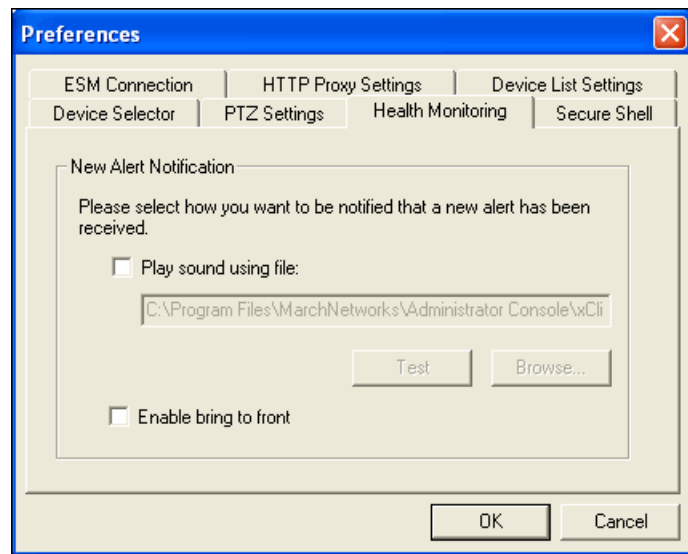 Preferences
ESM Connection
HTTP Proxy Settings
Device List Settings
Device Selector
PTZ Settings
Health Monitoring
Secure Shell
New Alert Notification
Please select how you want to be notified that a new alert has been
received.
Play sound using file:
C:\Program Files\MarchNetworks\Administrator Console\xCli
Test
Browse...
Enable bring to front
OK
Cancel